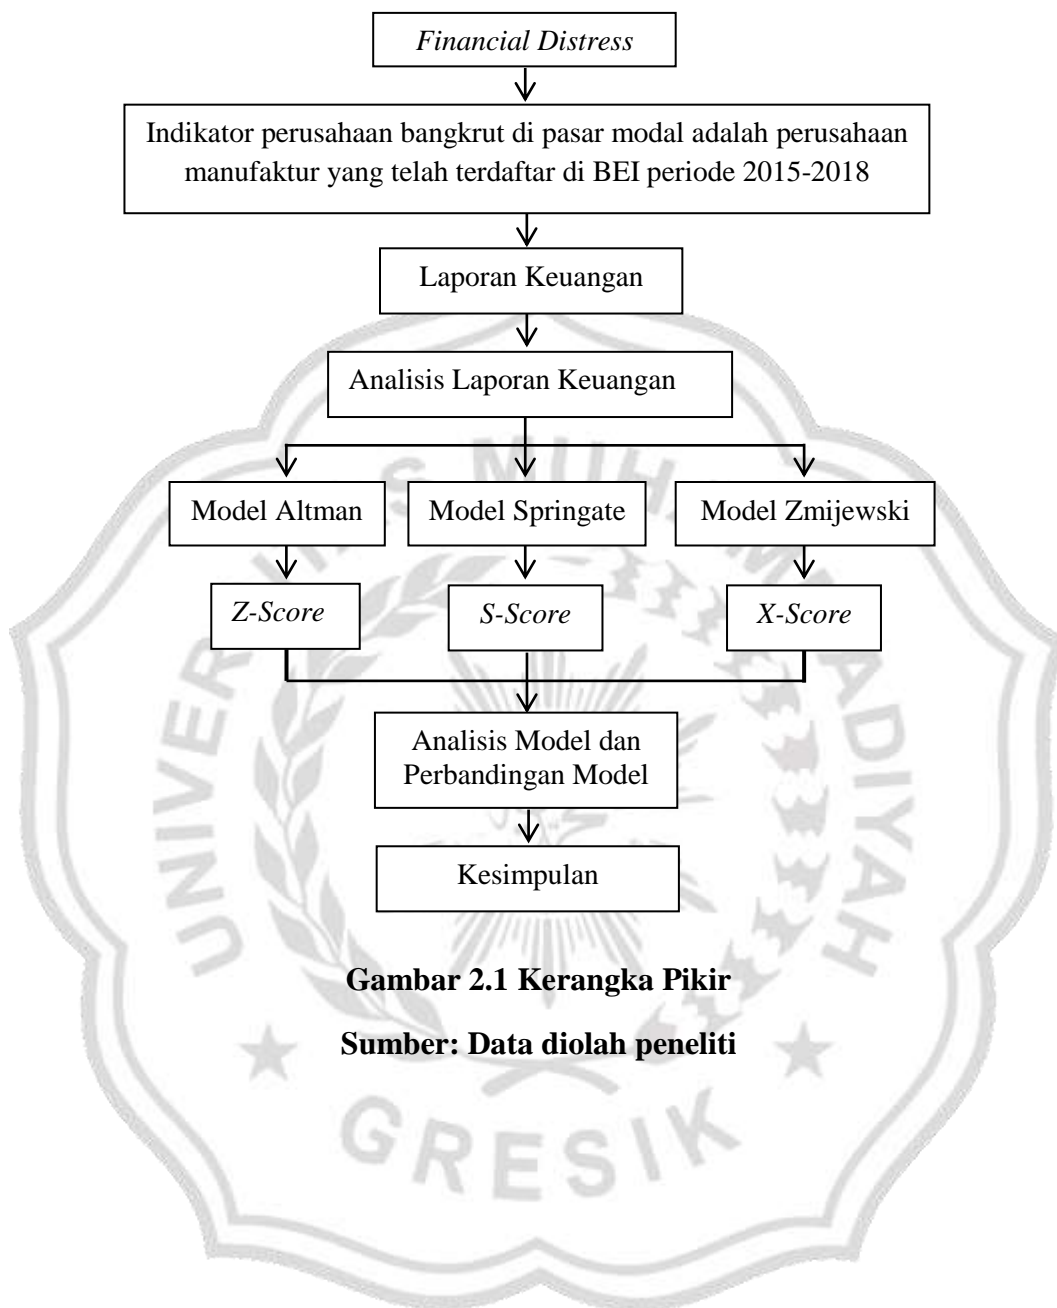 Financial Distress
Indikator perusahaan bangkrut di pasar modal adalah perusahaan
manufaktur yang telah terdaftar di BEI periode 2015-2018
Laporan Keuangan
Analisis Laporan Keuangan
Model Altman
Model Springate
Model Zmijewski
Z-Score
S-Score
X-Score
Analisis Model dan
Perbandingan Model
Kesimpulan
Gambar 2.1 Kerangka Pikir
Sumber: Data diolah peneliti
GRESIK